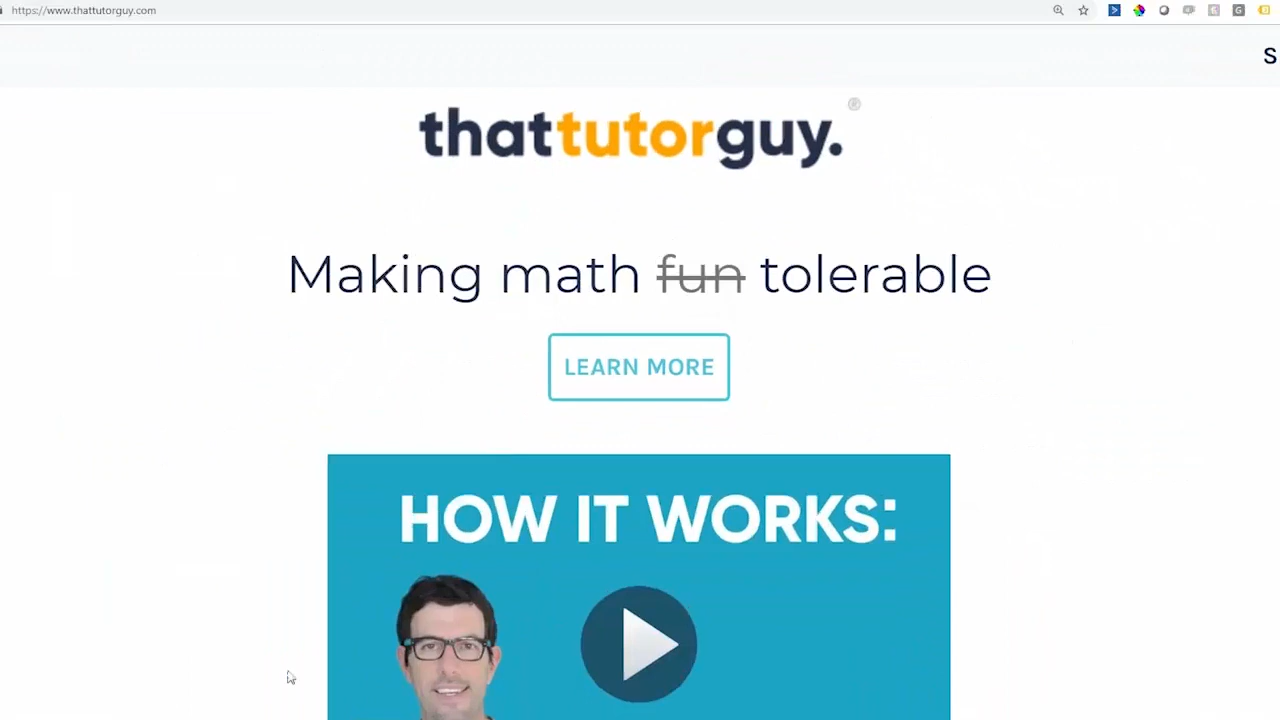 https://www.thattutorguy.com
S
thattutorguy.
Making math fun tolerable
LEARN MORE
HOW IT WORKS: